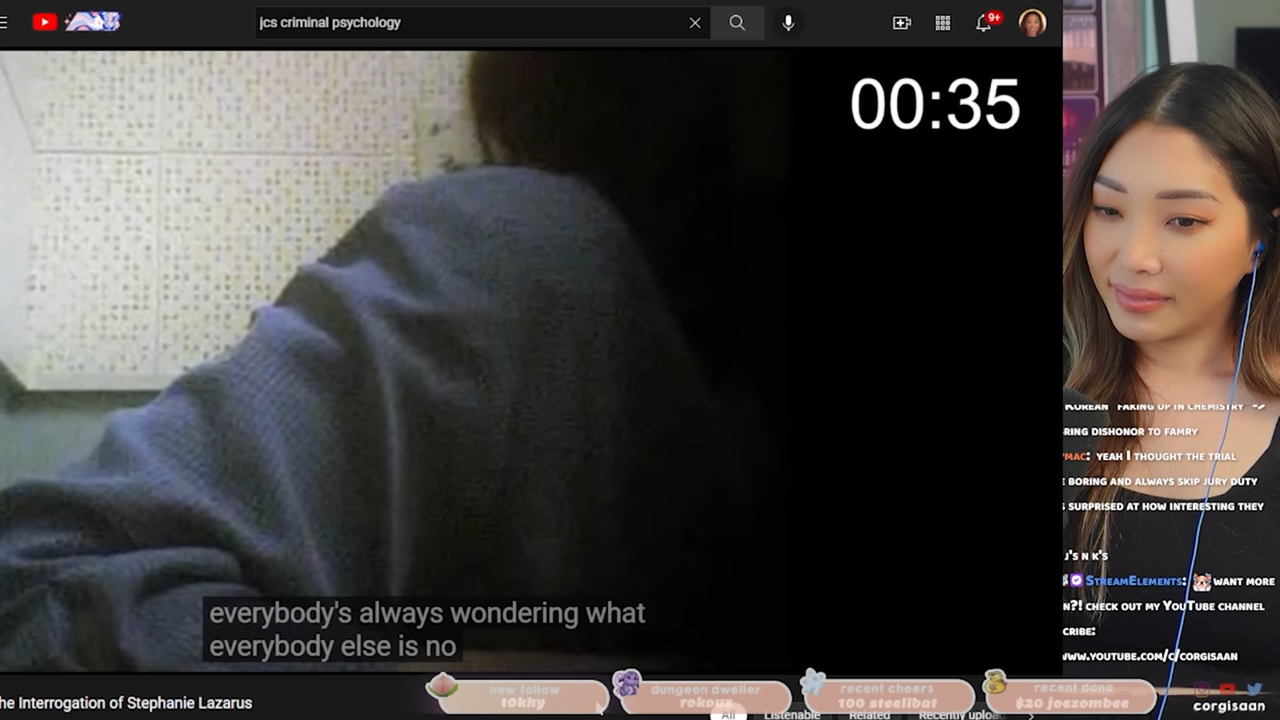 jcs criminal psychology
9+
00:35
KOREAN FAKING UP IN CHEMISTRY
RING DISHONOR TO FAMRY
MAC: YEAH I THOUGHT THE TRIAL
E BORING AND ALWAYS SKIP JURY DUTY
S SURPRISED AT HOW INTERESTING THEY
J'S N K'S
STREAMELEMENTS: WANT MORE
N?! CHECK OUT MY YOUTUBE CHANNEL
CRIBE:
WWW.YOUTUBE.COM/C/CORGISAAN
everybody's always wondering what
everybody else is no
he Interrogation of Stephanie Lazarus
new follow
rokhy
dungeon dweller
rokoux
recent cheers
100 steelbat
recent dono
$20 joezombee
corgisaan
All
Listenable
Related
Recently uploa